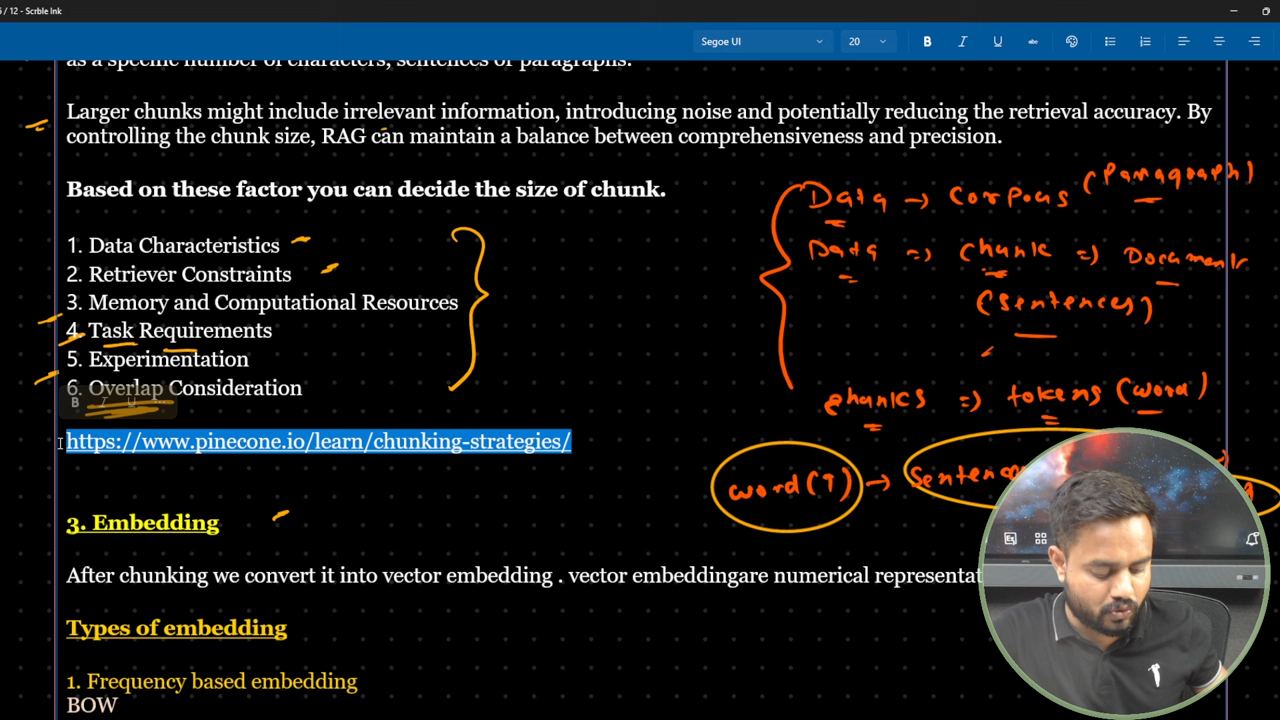 / 12 - Scrble Ink
Segoe UI
20
B
I
U
abc
as a specific number of characters, sentences or paragraphs.
Larger chunks might include irrelevant information, introducing noise and potentially reducing the retrieval accuracy. By
controlling the chunk size, RAG can maintain a balance between comprehensiveness and precision.
Based on these factor you can decide the size of chunk.
1. Data Characteristics
2. Retriever Constraints
3. Memory and Computational Resources
4. Task Requirements
5. Experimentation
6. Overlap Consideration
B I U ...
https://www.pinecone.io/learn/chunking-strategies/
Data → Corpous (Paragraph)
Data => Chunk => Documents
(Sentences)
chunks => tokens (word)
word(↑) → Sentence
3. Embedding
After chunking we convert it into vector embedding . vector embeddingare numerical
Types of embedding
1. Frequency based embedding
BOW